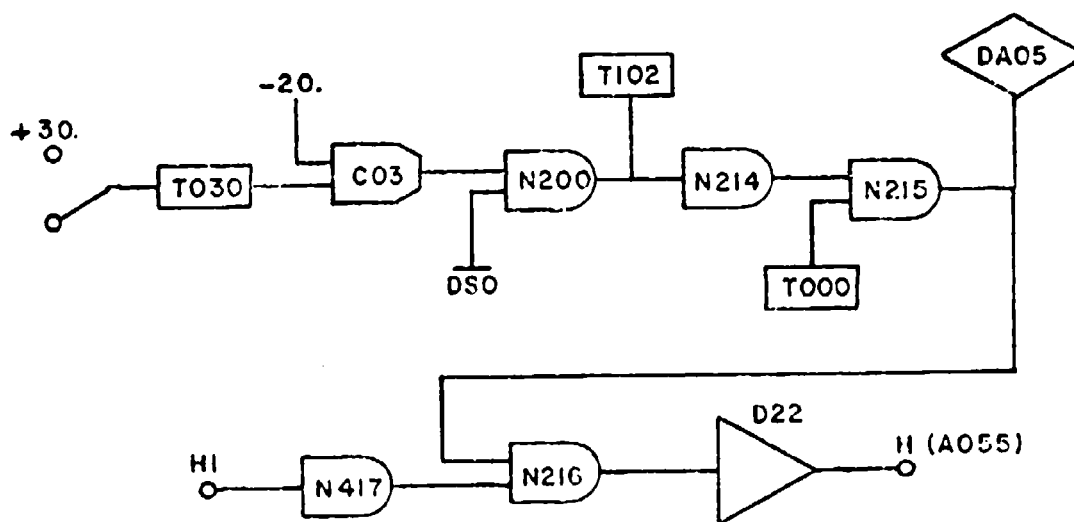 DA05
T102
-20.
+30.
T030
C03
N200
N214
N215
DS0
T000
D22
H1
N417
N216
H (A055)